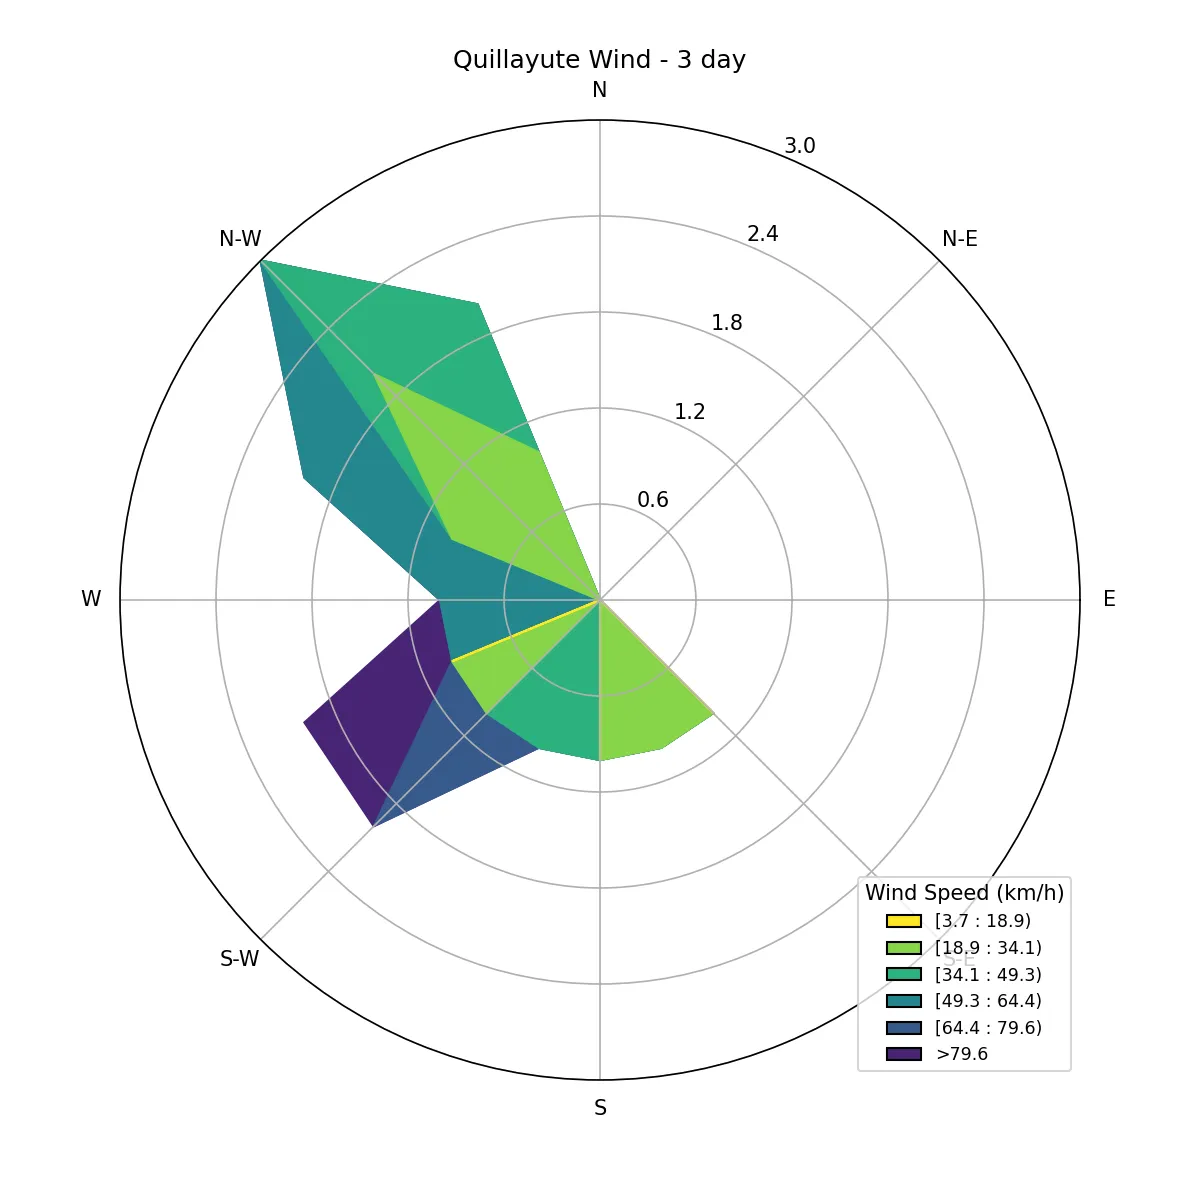 Quillayute Wind - 3 day
N
3.0
2.4
N-W
N-E
1.8
1.2
0.6
W
E
Wind Speed (km/h)
[3.7 : 18.9)
[18.9 : 34.1)
S-W
S-E
[34.1 : 49.3)
[49.3 : 64.4)
[64.4 : 79.6)
>79.6
S